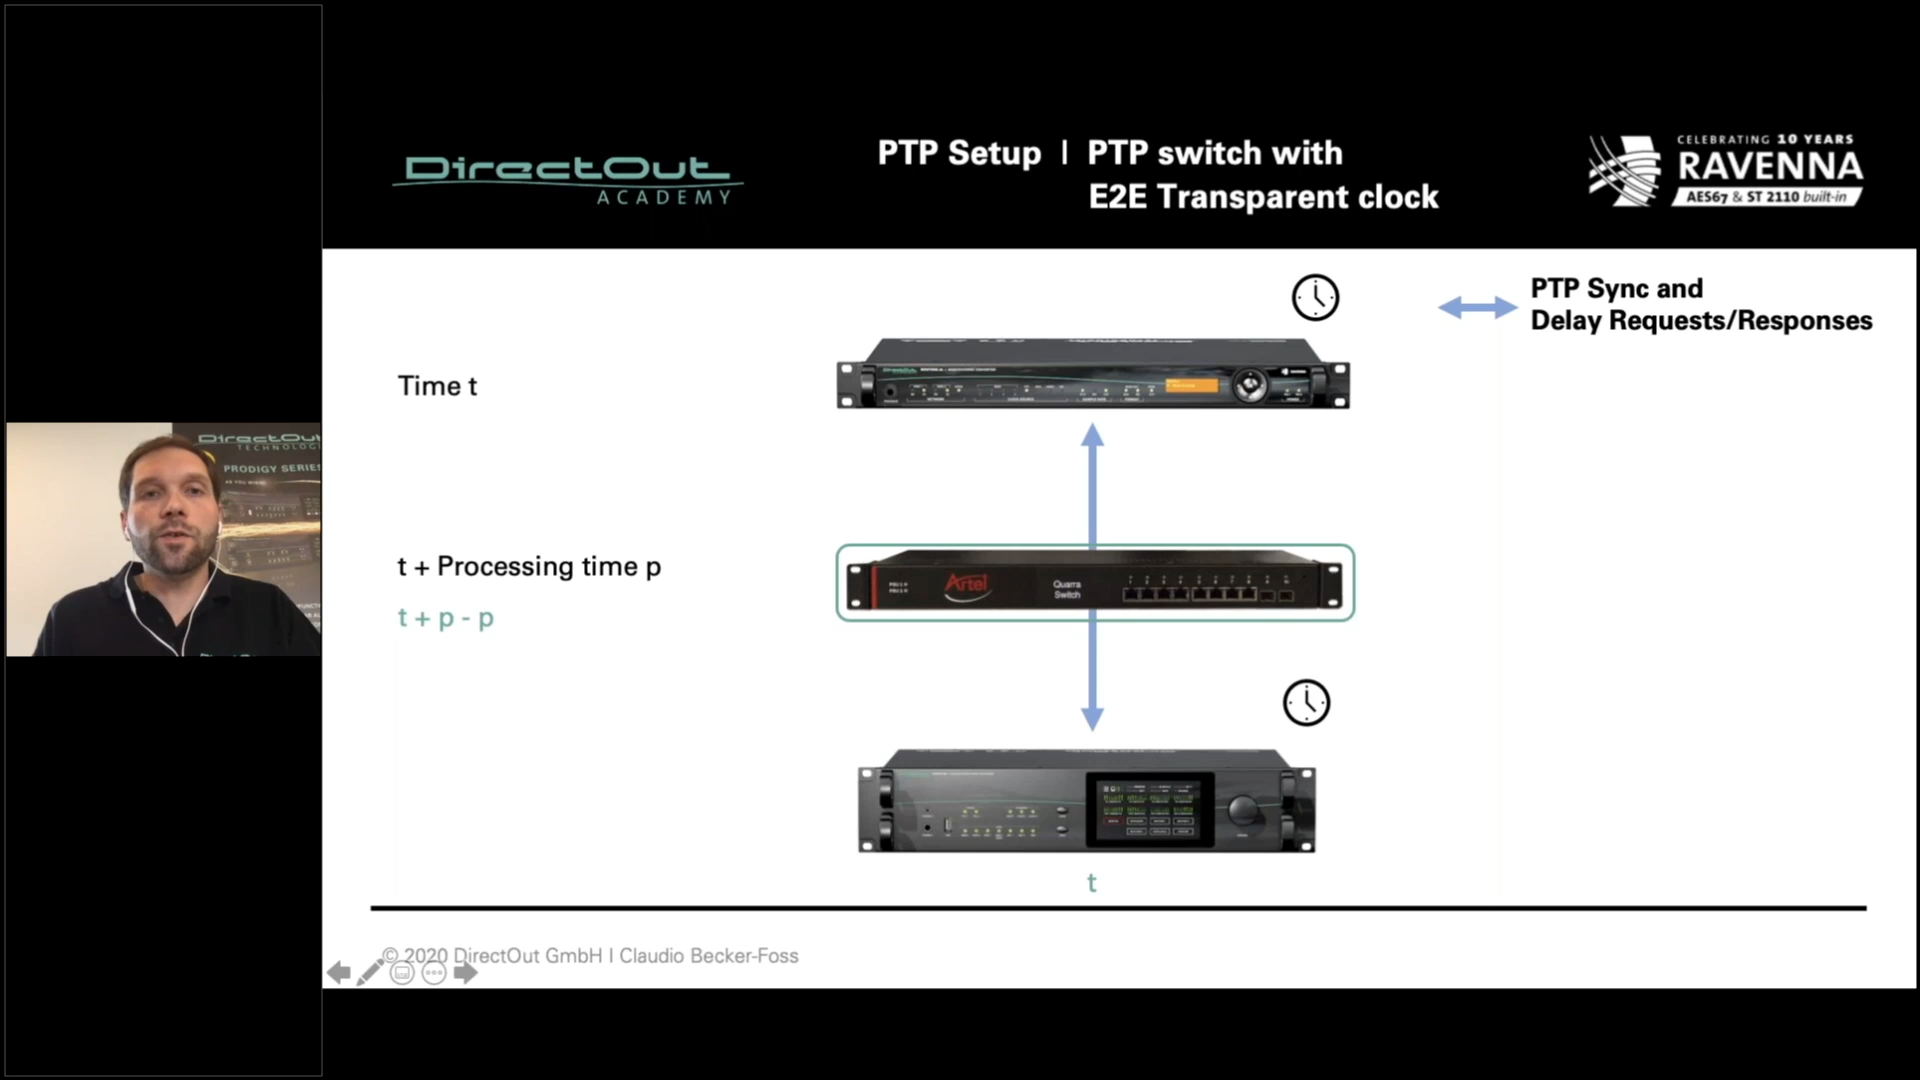 DirectOut
ACADEMY
PTP Setup | PTP switch with
E2E Transparent clock
CELEBRATING 10 YEARS
RAVENNA
AES67 & ST 2110 built-in
PTP Sync and
Delay Requests/Responses
Time t
DirectOut
TECHNOLOGI
PRODIGY SERIES
t + Processing time p
t + p - p
Artel
Quarra
Switch
t
© 2020 DirectOut GmbH | Claudio Becker-Foss